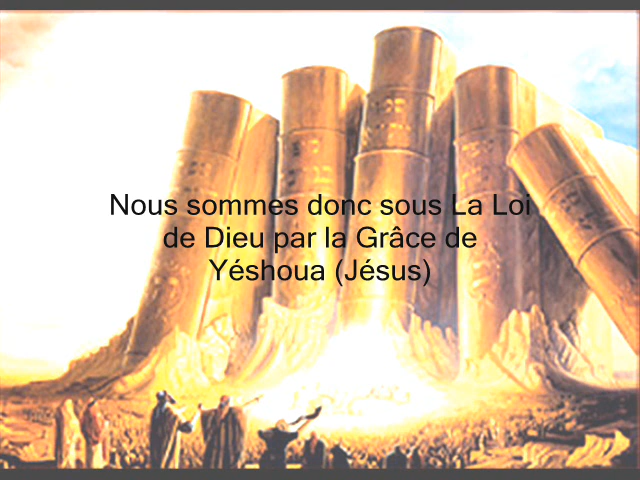 Nous sommes donc sous La Loi
de Dieu par la Grâce de
Yéshoua (Jésus)